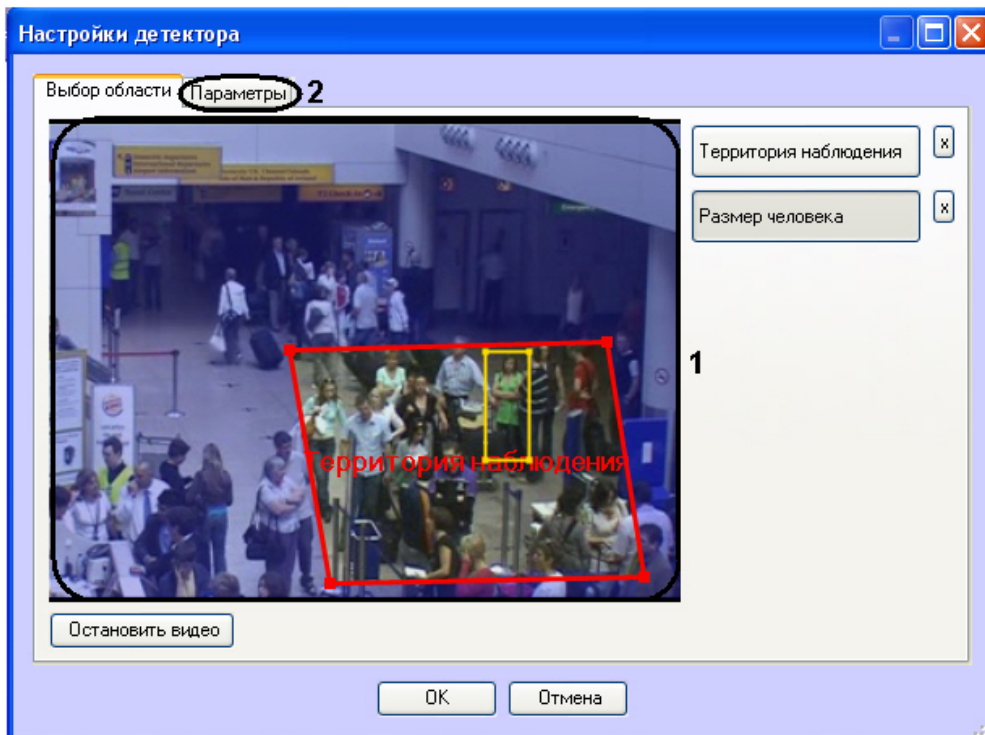 Настройки детектора
Выбор области
Параметры
2
Территория наблюдения
x
Размер человека
x
1
Территория наблюдения
Остановить видео
OK
Отмена